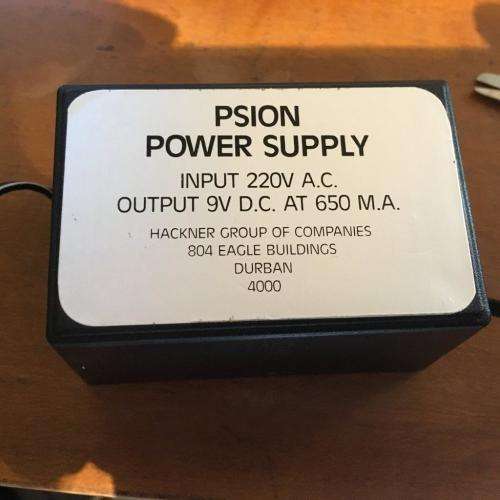 PSION
POWER SUPPLY
INPUT 220V A.C.
OUTPUT 9V D.C. AT 650 M.A.
HACKNER GROUP OF COMPANIES
804 EAGLE BUILDINGS
DURBAN
4000